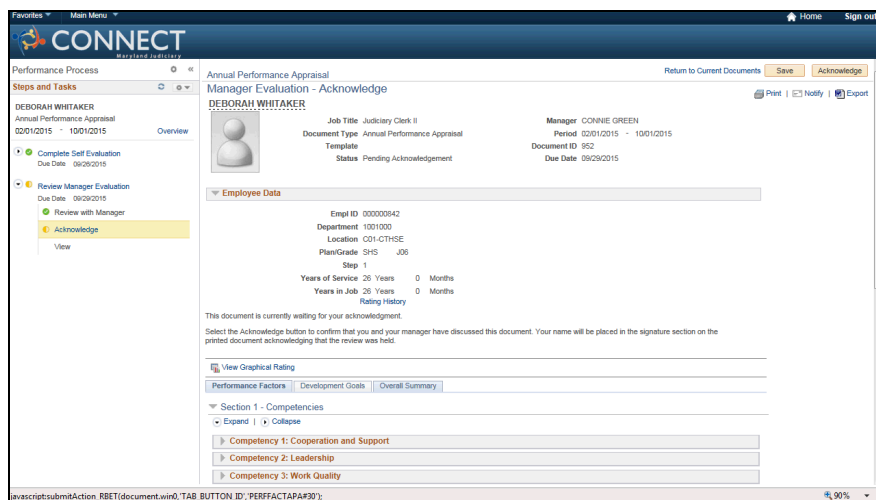 Favorites Main Menu Home Sign out
CONNECT
Maryland Judiciary
Performance Process «
Steps and Tasks
DEBORAH WHITAKER
Annual Performance Appraisal
02/01/2015 - 10/01/2015 Overview
Complete Self Evaluation
Due Date 09/26/2015
Review Manager Evaluation
Due Date 09/29/2015
Review with Manager
Acknowledge
View
Return to Current Documents Save Acknowledge
Annual Performance Appraisal
Manager Evaluation - Acknowledge
Print | Notify | Export
DEBORAH WHITAKER
Job Title Judiciary Clerk II Manager CONNIE GREEN
Document Type Annual Performance Appraisal Period 02/01/2015 - 10/01/2015
Template Document ID 952
Status Pending Acknowledgement Due Date 09/29/2015
Employee Data
Empl ID 000000842
Department 1001000
Location C01-CTHSE
Plan/Grade SHS J06
Step 1
Years of Service 26 Years 0 Months
Years in Job 26 Years 0 Months
Rating History
This document is currently waiting for your acknowledgment.
Select the Acknowledge button to confirm that you and your manager have discussed this document. Your name will be placed in the signature section on the
printed document acknowledging that the review was held.
View Graphical Rating
Performance Factors Development Goals Overall Summary
Section 1 - Competencies
Expand | Collapse
Competency 1: Cooperation and Support
Competency 2: Leadership
Competency 3: Work Quality
javascript:submitAction_RBET(document.win0,'TAB_BUTTON_ID','PERFFACTAPA#30'); 90%